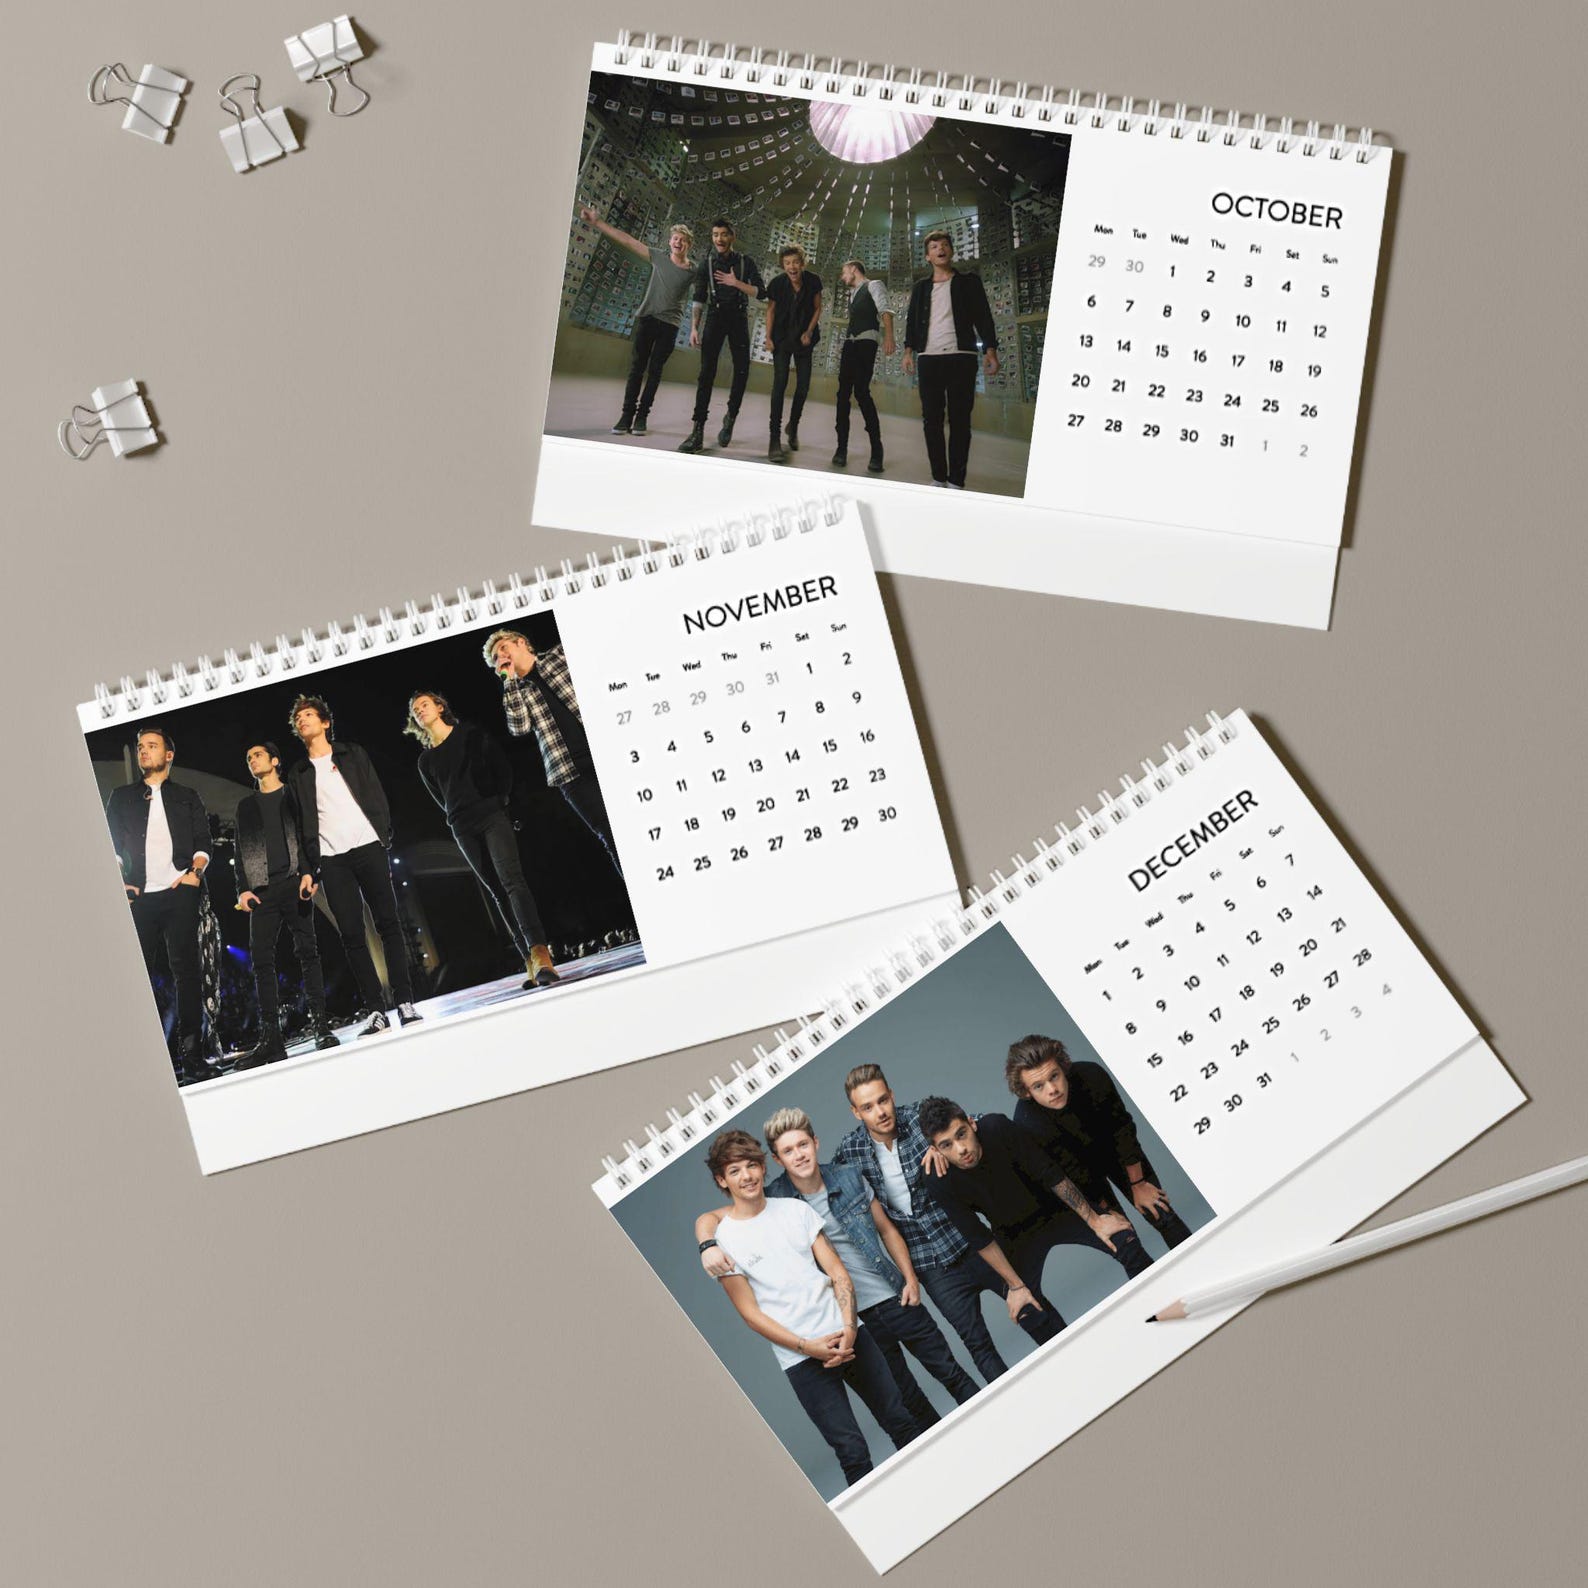 OCTOBER
Mon Tue Wed Thu Fri Sat Sun
29 30 1 2 3 4 5
6 7 8 9 10 11 12
13 14 15 16 17 18 19
20 21 22 23 24 25 26
27 28 29 30 31 1 2
NOVEMBER
Mon Tue Wed Thu Fri Sat Sun
27 28 29 30 31 1 2
3 4 5 6 7 8 9
10 11 12 13 14 15 16
17 18 19 20 21 22 23
24 25 26 27 28 29 30
DECEMBER
Mon Tue Wed Thu Fri Sat Sun
1 2 3 4 5 6 7
8 9 10 11 12 13 14
15 16 17 18 19 20 21
22 23 24 25 26 27 28
29 30 31 1 2 3 4